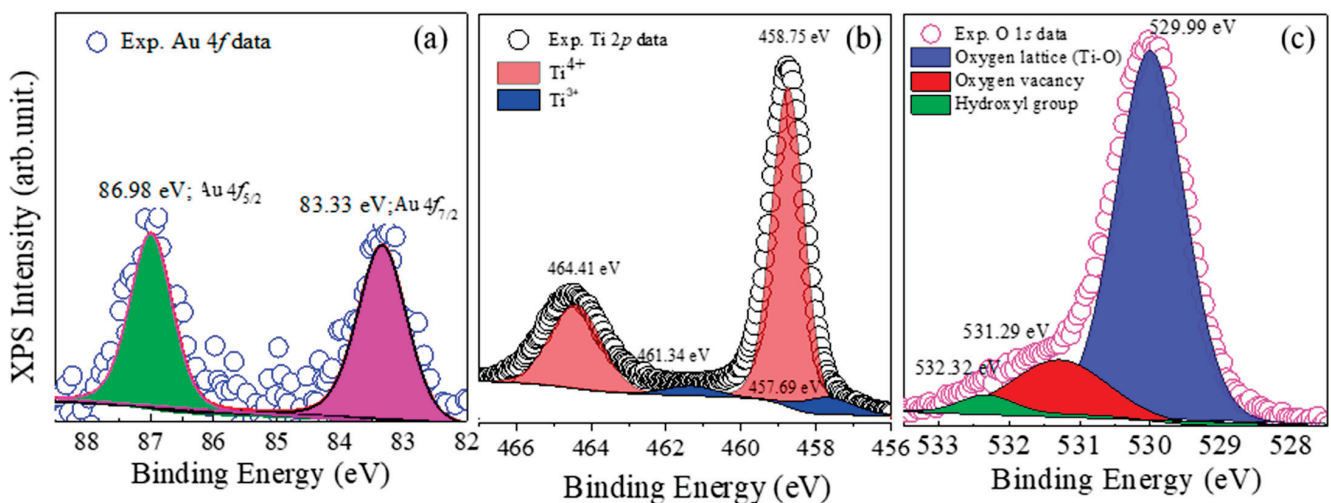 XPS Intensity (arb.unit.)
(a)
Exp. Au 4f data
86.98 eV; Au 4f5/2
83.33 eV;Au 4f7/2
88 87 86 85 84 83 82
Binding Energy (eV)
(b)
Exp. Ti 2p data
Ti4+
Ti3+
458.75 eV
464.41 eV
461.34 eV
457.69 eV
466 464 462 460 458 456
Binding Energy (eV)
(c)
Exp. O 1s data
Oxygen lattice (Ti-O)
Oxygen vacancy
Hydroxyl group
529.99 eV
531.29 eV
532.32 eV
533 532 531 530 529 528
Binding Energy (eV)